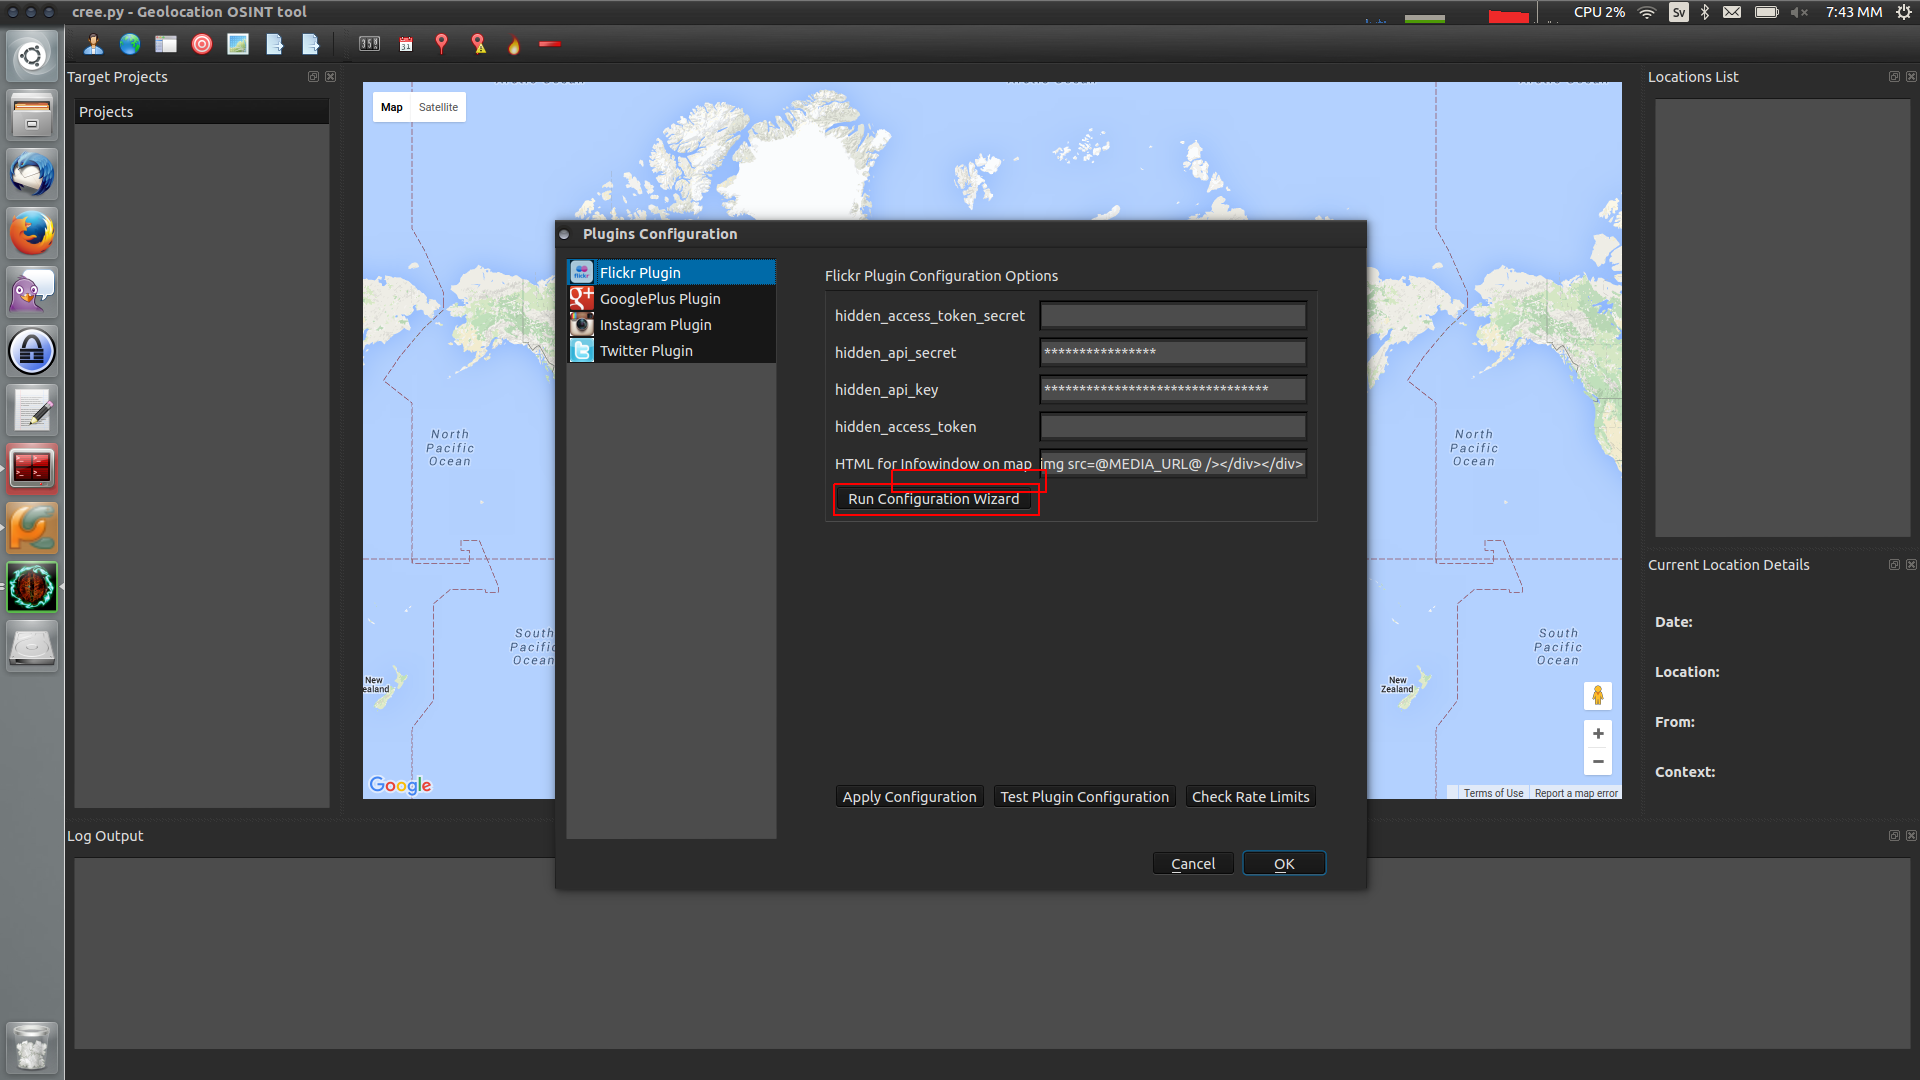 cree.py - Geolocation OSINT tool
CPU 2%
Sv
7:43 MM
Target Projects
Projects
Map
Satellite
Locations List
Plugins Configuration
Flickr Plugin
GooglePlus Plugin
Instagram Plugin
Twitter Plugin
Flickr Plugin Configuration Options
hidden_access_token_secret
hidden_api_secret
****************
hidden_api_key
********************************
hidden_access_token
HTML for Infowindow on map
img src=@MEDIA_URL@ /></div></div>
Run Configuration Wizard
Apply Configuration
Test Plugin Configuration
Check Rate Limits
Cancel
OK
North
Pacific
Ocean
South
Pacific
Ocean
New
ealand
Google
North
Pacific
Ocean
South
Pacific
Ocean
New
Zealand
+
−
Terms of Use
Report a map error
Current Location Details
Date:
Location:
From:
Context:
Log Output